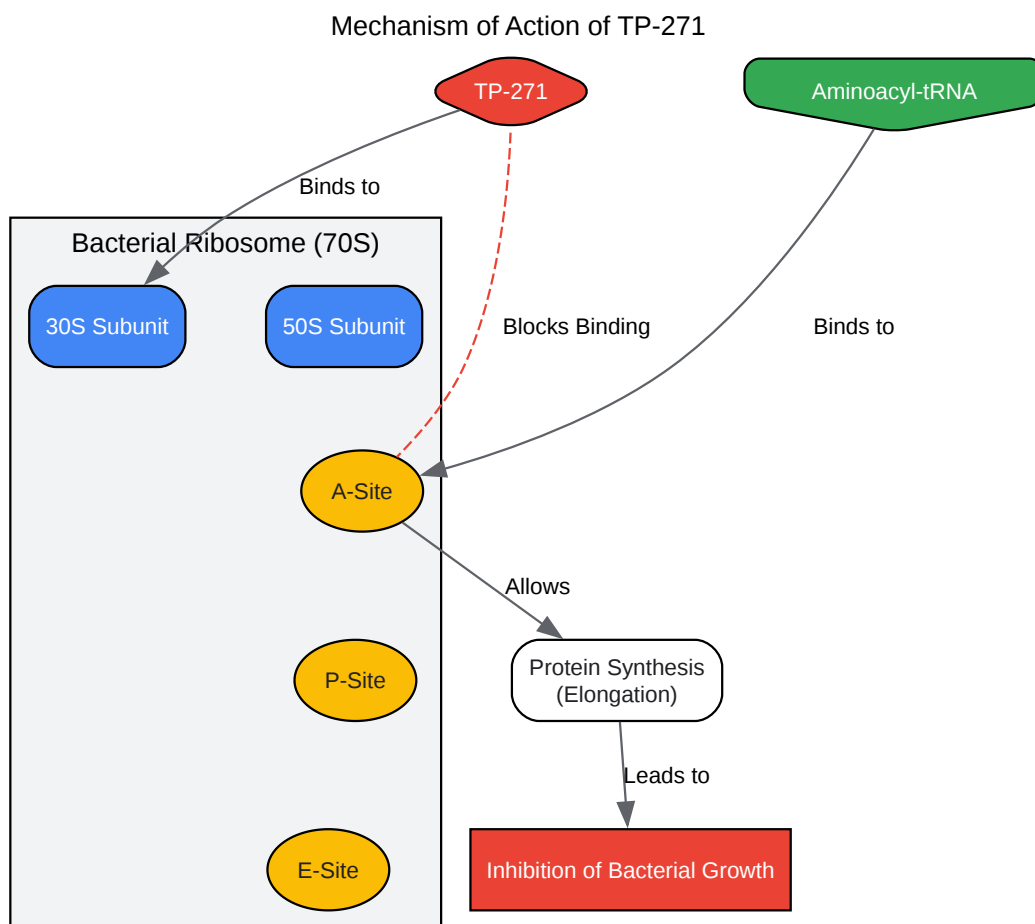 Mechanism of Action of TP-271
TP-271
Aminoacyl-tRNA
Binds to
Bacterial Ribosome (70S)
30S Subunit
50S Subunit
Blocks Binding
Binds to
A-Site
Allows
P-Site
Protein Synthesis
(Elongation)
Leads to
E-Site
Inhibition of Bacterial Growth